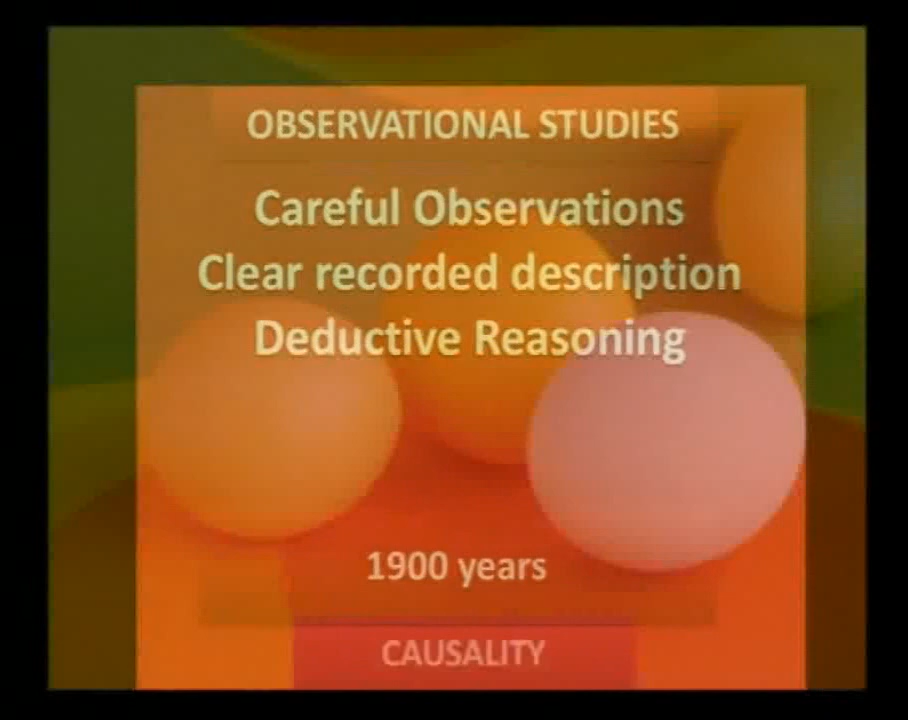 OBSERVATIONAL STUDIES
Careful Observations
Clear recorded description
Deductive Reasoning
1900 years
CAUSALITY